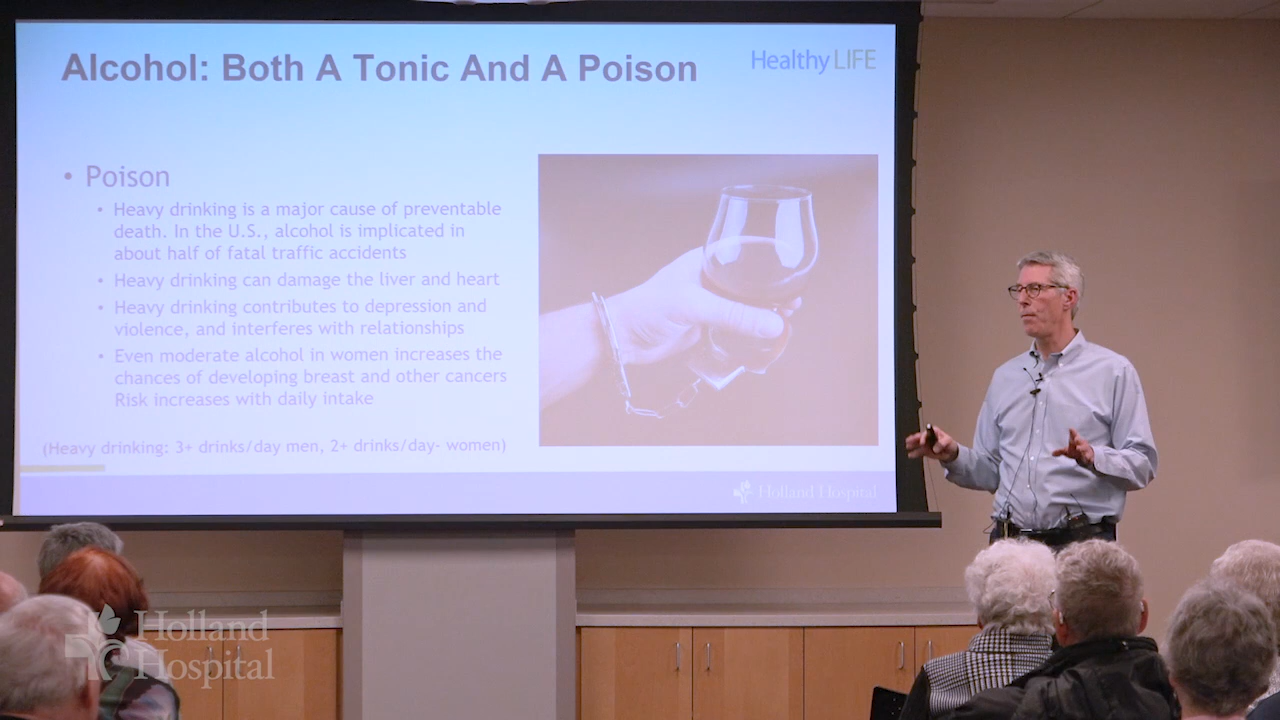 Alcohol: Both A Tonic And A Poison
Healthy LIFE
• Poison
• Heavy drinking is a major cause of preventable
death. In the U.S., alcohol is implicated in
about half of fatal traffic accidents
• Heavy drinking can damage the liver and heart
• Heavy drinking contributes to depression and
violence, and interferes with relationships
• Even moderate alcohol in women increases the
chances of developing breast and other cancers
Risk increases with daily intake
(Heavy drinking: 3+ drinks/day men, 2+ drinks/day- women)
Holland Hospital
Holland
Hospital